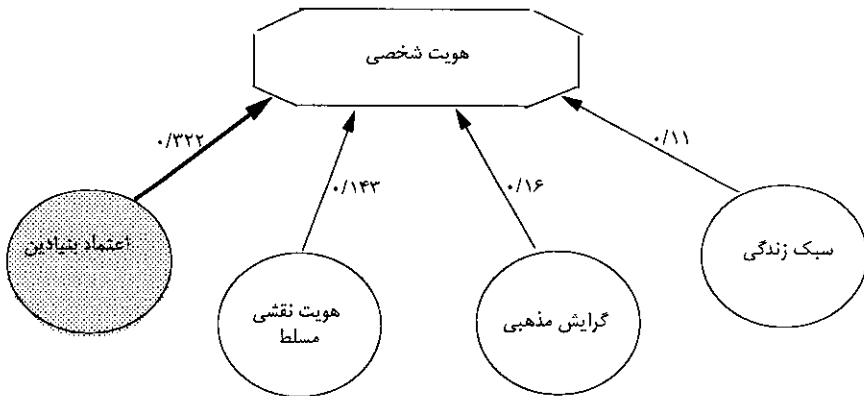 هویت شخصی
۰/۱۱
۰/۱۶
۰/۱۴۳
۰/۳۲۲
سبک زندگی
گرایش مذهبی
هویت نقشی
مسلط
اعتماد بنیادین